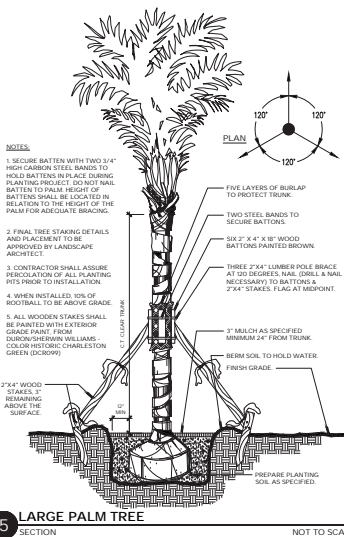 NOTES:
1. SECURE BATTEN WITH TWO 3/4"
HIGH CARBON STEEL BANDS TO
HOLD BATTENS IN PLACE DURING
PLANTING PROJECT. DO NOT NAIL
BATTEN TO PALM. HEIGHT OF
BATTENS SHALL BE LOCATED IN
RELATION TO THE HEIGHT OF THE
PALM FOR ADEQUATE BRACING.
2. FINAL TREE STAKING DETAILS
AND PLACEMENT TO BE
APPROVED BY LANDSCAPE
ARCHITECT.
3. CONTRACTOR SHALL ASSURE
PERCOLATION OF ALL PLANTING
PITS PRIOR TO INSTALLATION.
4. WHEN INSTALLED, 10% OF
ROOTBALL TO BE ABOVE GRADE.
5. ALL WOODEN STAKES SHALL
BE PAINTED WITH EXTERIOR
GRADE PAINT, FROM
DURON/SHERWIN WILLIAMS -
COLOR HISTORIC CHARLESTON
GREEN (DCR099)
2"X4" WOOD
STAKES, 3"
REMAINING
ABOVE THE
SURFACE.
12"
MIN
C.T. CLEAR TRUNK
PLAN
120°
120°
120°
FIVE LAYERS OF BURLAP
TO PROTECT TRUNK.
TWO STEEL BANDS TO
SECURE BATTONS.
SIX 2" X 4" X 18" WOOD
BATTONS PAINTED BROWN.
THREE 2"X4" LUMBER POLE BRACE
AT 120 DEGREES, NAIL (DRILL & NAIL
NECESSARY) TO BATTONS &
2"X4" STAKES. FLAG AT MIDPOINT.
3" MULCH AS SPECIFIED
MINIMUM 24" FROM TRUNK.
BERM SOIL TO HOLD WATER.
FINISH GRADE.
PREPARE PLANTING
SOIL AS SPECIFIED.
5 LARGE PALM TREE
SECTION
NOT TO SCA